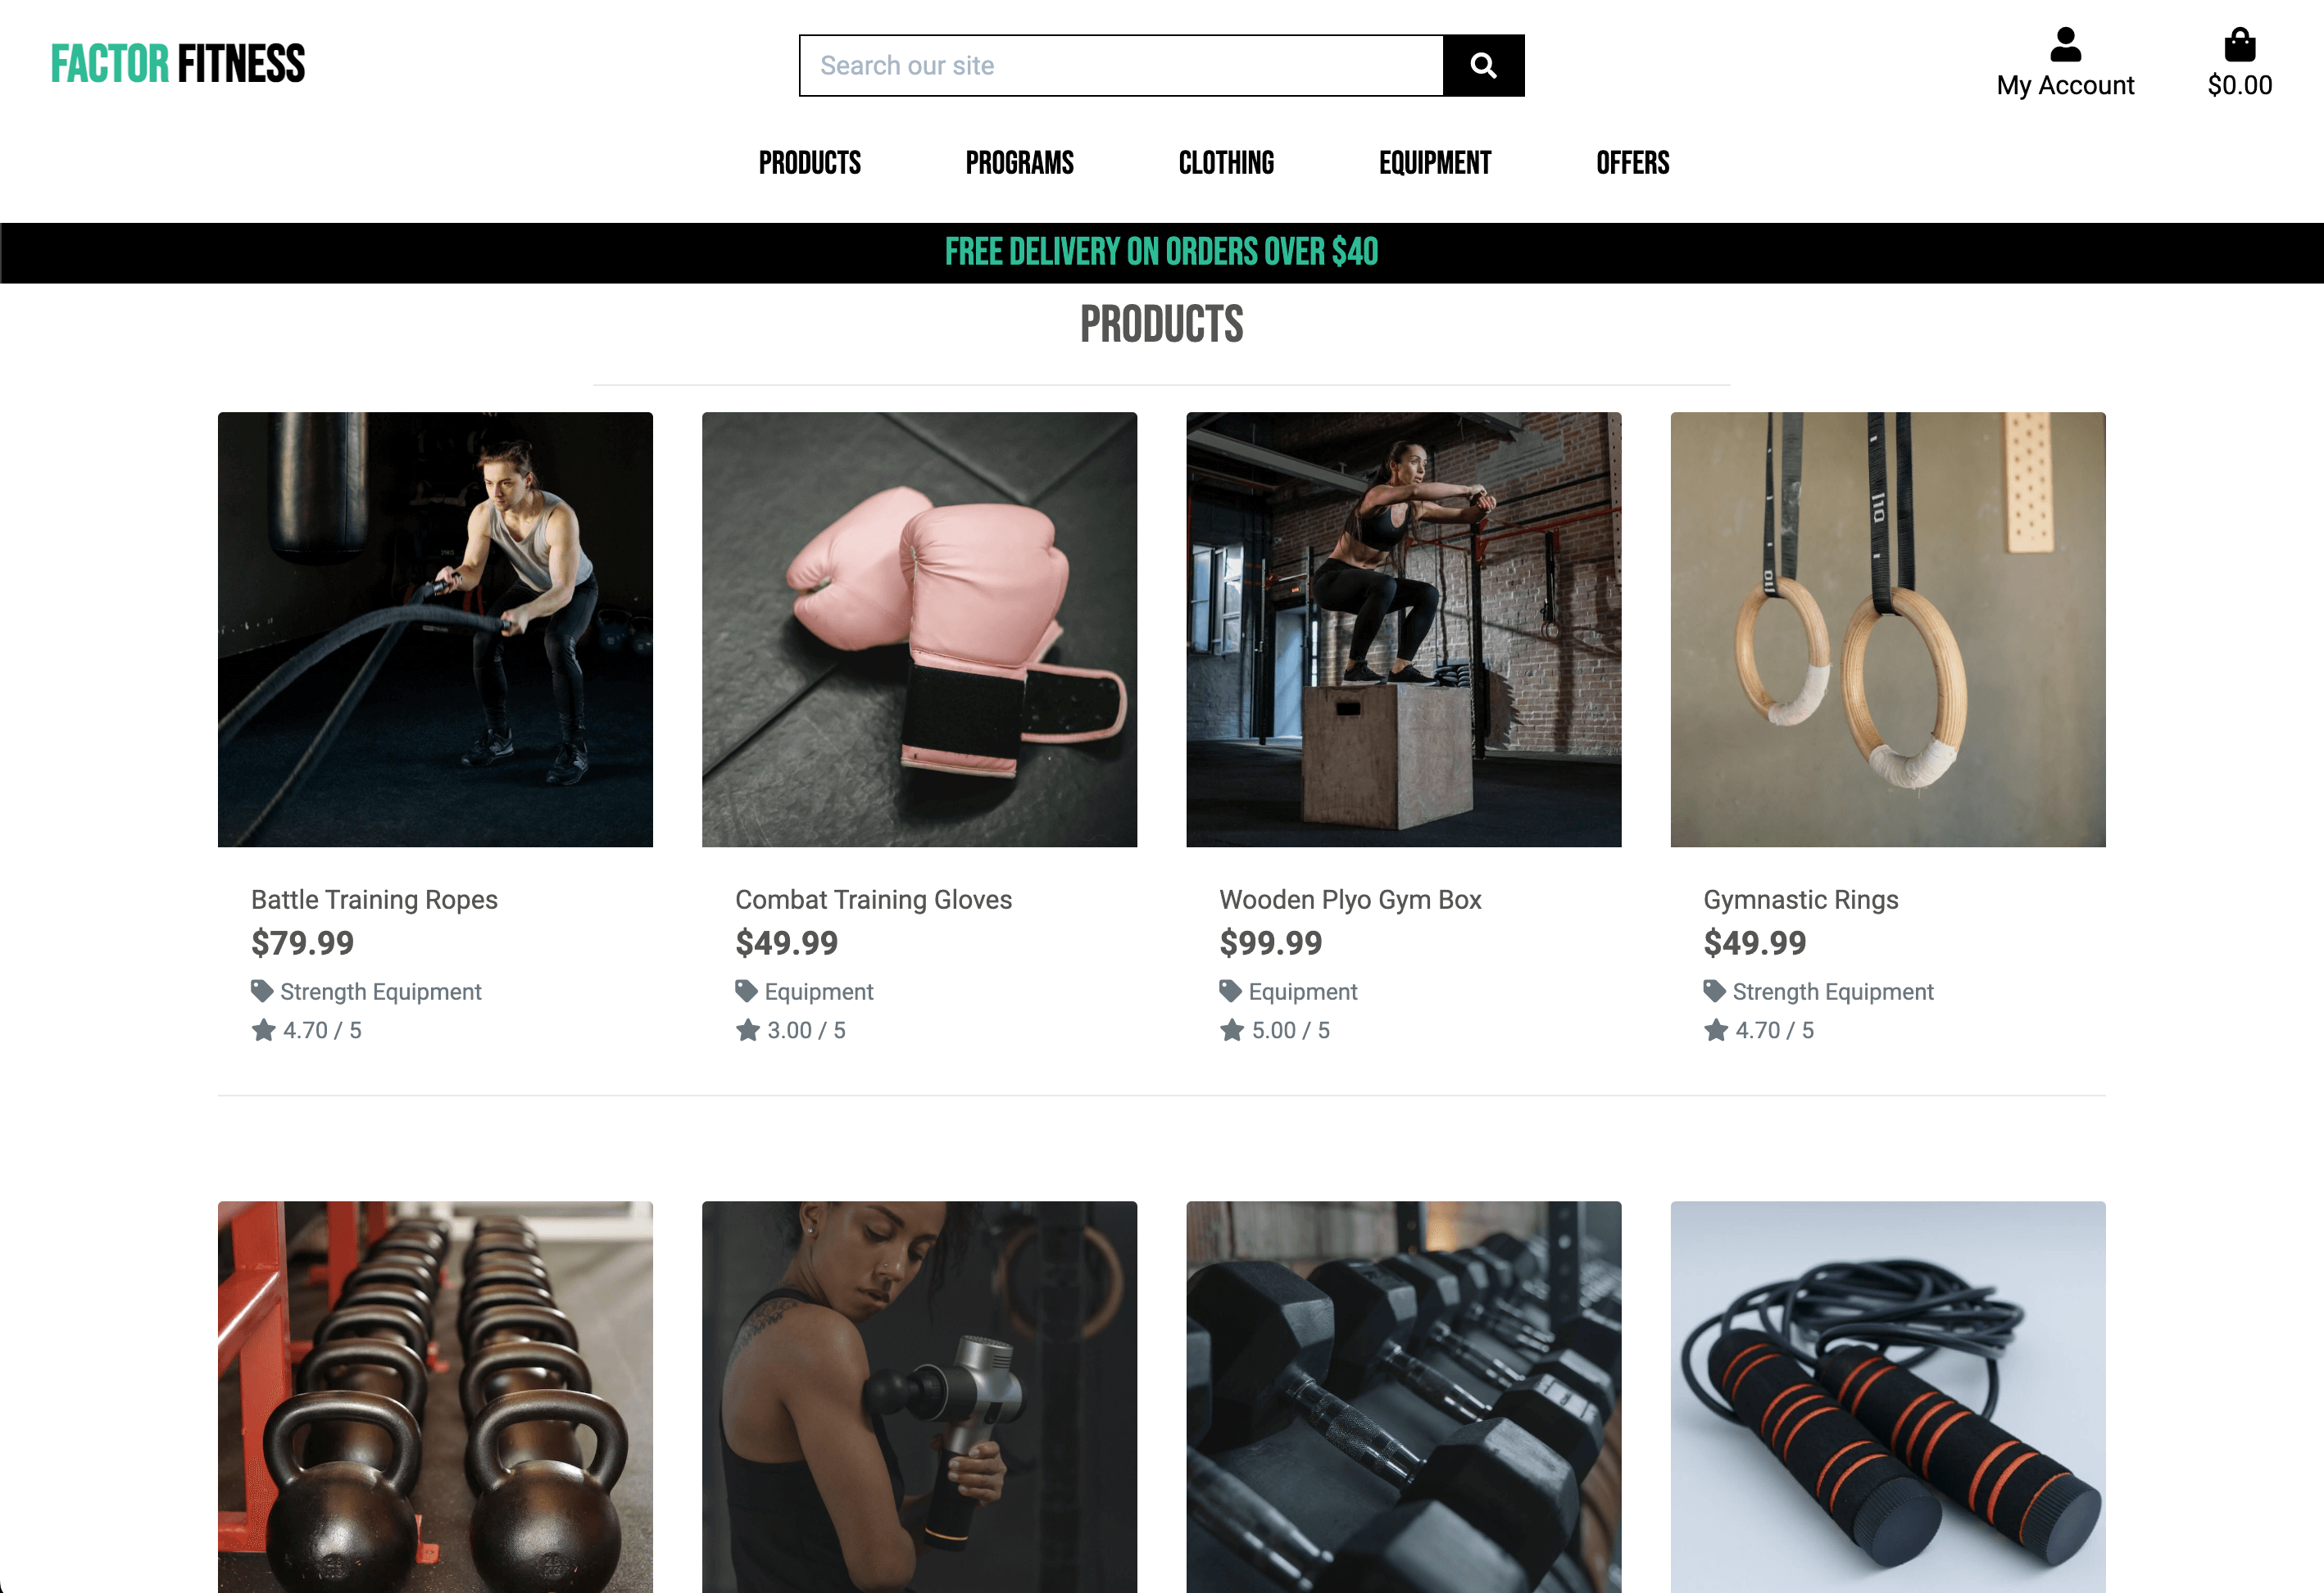 FACTOR FITNESS
Search our site
My Account
$0.00
PRODUCTS PROGRAMS CLOTHING EQUIPMENT OFFERS
FREE DELIVERY ON ORDERS OVER $40
PRODUCTS
Battle Training Ropes
$79.99
Strength Equipment
4.70 / 5
Combat Training Gloves
$49.99
Equipment
3.00 / 5
Wooden Plyo Gym Box
$99.99
Equipment
5.00 / 5
Gymnastic Rings
$49.99
Strength Equipment
4.70 / 5